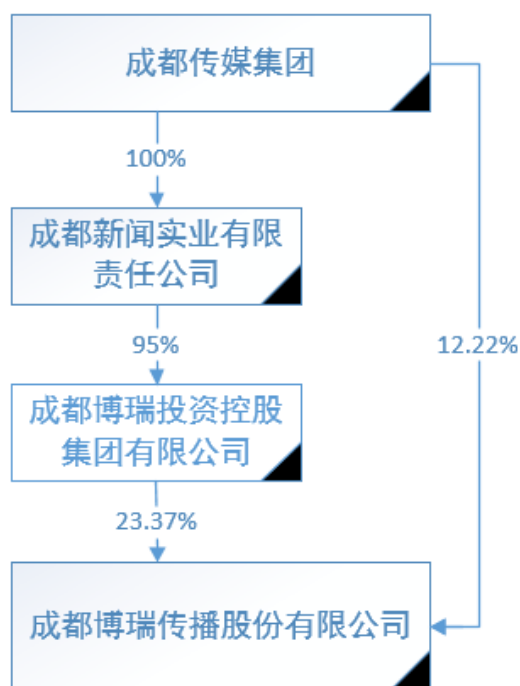 成都传媒集团
100%
成都新闻实业有限
责任公司
95%
12.22%
成都博瑞投资控股
集团有限公司
23.37%
成都博瑞传播股份有限公司